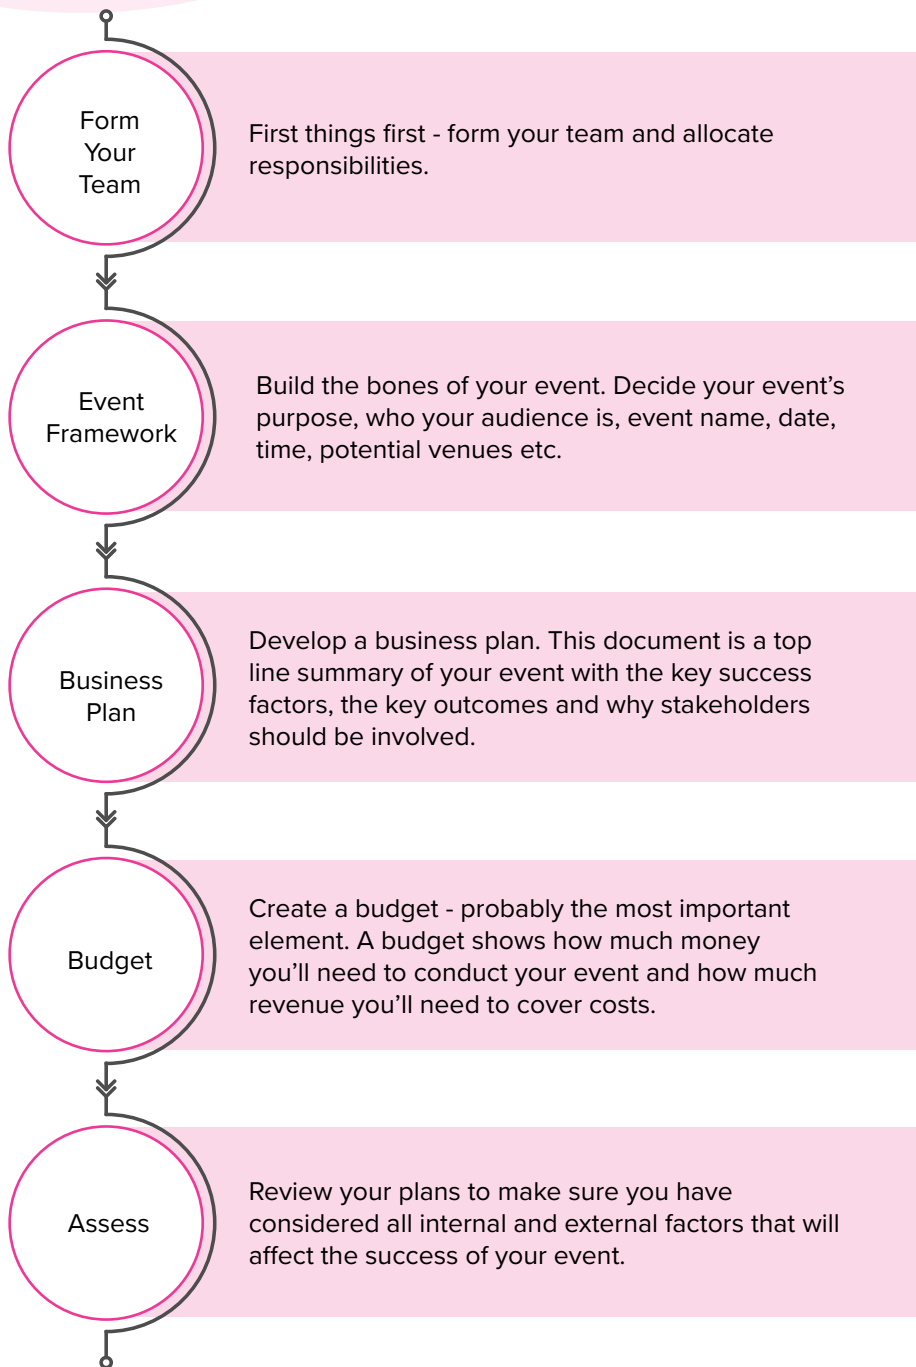 Form
Your
Team
First things first - form your team and allocate
responsibilities.
Event
Framework
Build the bones of your event. Decide your event’s
purpose, who your audience is, event name, date,
time, potential venues etc.
Business
Plan
Develop a business plan. This document is a top
line summary of your event with the key success
factors, the key outcomes and why stakeholders
should be involved.
Budget
Create a budget - probably the most important
element. A budget shows how much money
you’ll need to conduct your event and how much
revenue you’ll need to cover costs.
Assess
Review your plans to make sure you have
considered all internal and external factors that will
affect the success of your event.